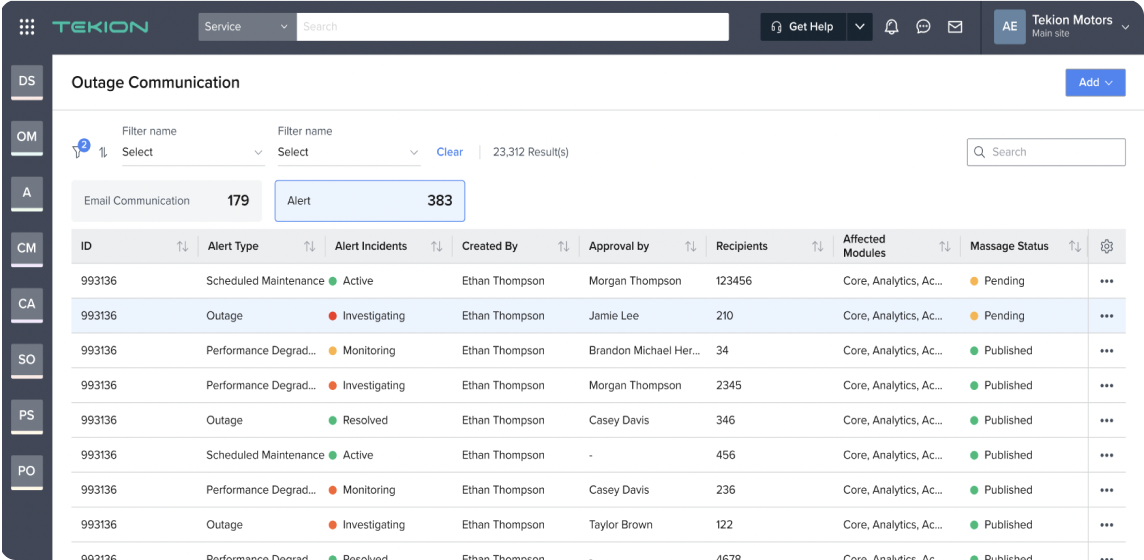 TEKION
Service
Search
Get Help
AE
Tekion Motors
Main site
DS
OM
A
CM
CA
SO
PS
PO
Outage Communication
Add
2
Filter name
Filter name
Select
Select
Clear
23,312 Result(s)
Search
Email Communication 179
Alert 383
ID Alert Type Alert Incidents Created By Approval by Recipients Affected Modules Massage Status
993136 Scheduled Maintenance Active Ethan Thompson Morgan Thompson 123456 Core, Analytics, Ac... Pending
993136 Outage Investigating Ethan Thompson Jamie Lee 210 Core, Analytics, Ac... Pending
993136 Performance Degrad... Monitoring Ethan Thompson Brandon Michael Her... 34 Core, Analytics, Ac... Published
993136 Performance Degrad... Investigating Ethan Thompson Morgan Thompson 2345 Core, Analytics, Ac... Published
993136 Outage Resolved Ethan Thompson Casey Davis 346 Core, Analytics, Ac... Published
993136 Scheduled Maintenance Active Ethan Thompson - 456 Core, Analytics, Ac... Published
993136 Performance Degrad... Monitoring Ethan Thompson Casey Davis 236 Core, Analytics, Ac... Published
993136 Outage Investigating Ethan Thompson Taylor Brown 122 Core, Analytics, Ac... Published
993136 Performance Degrad... Resolved Ethan Thompson - 4678 Core, Analytics, Ac... Published